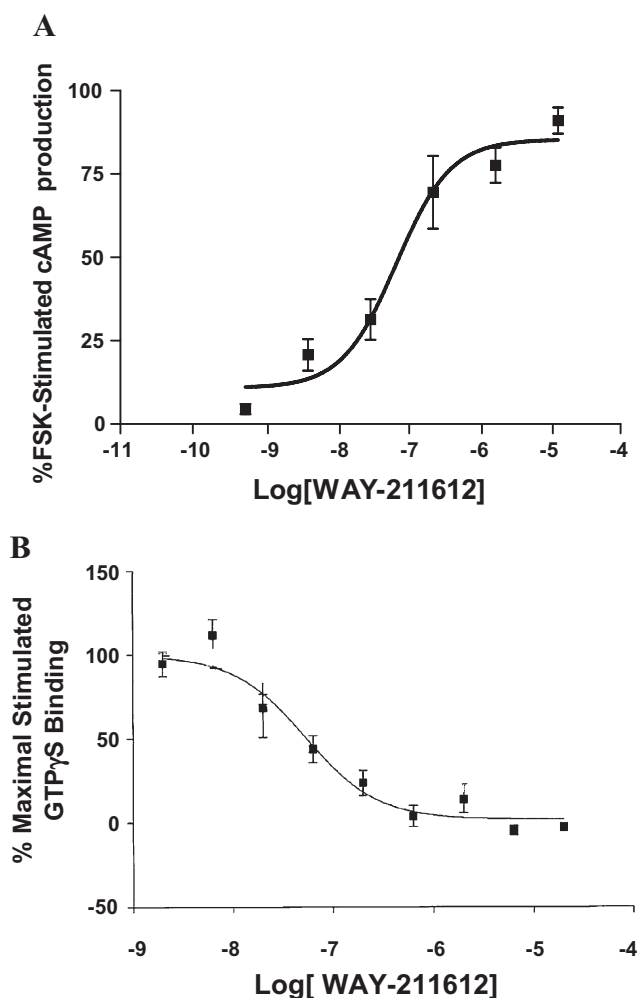 A
%FSK-Stimulated cAMP production
100
75
50
25
0
-11 -10 -9 -8 -7 -6 -5 -4
Log[WAY-211612]
B
% Maximal Stimulated
GTPγS Binding
150
100
50
0
-50
-9 -8 -7 -6 -5 -4
Log[ WAY-211612]